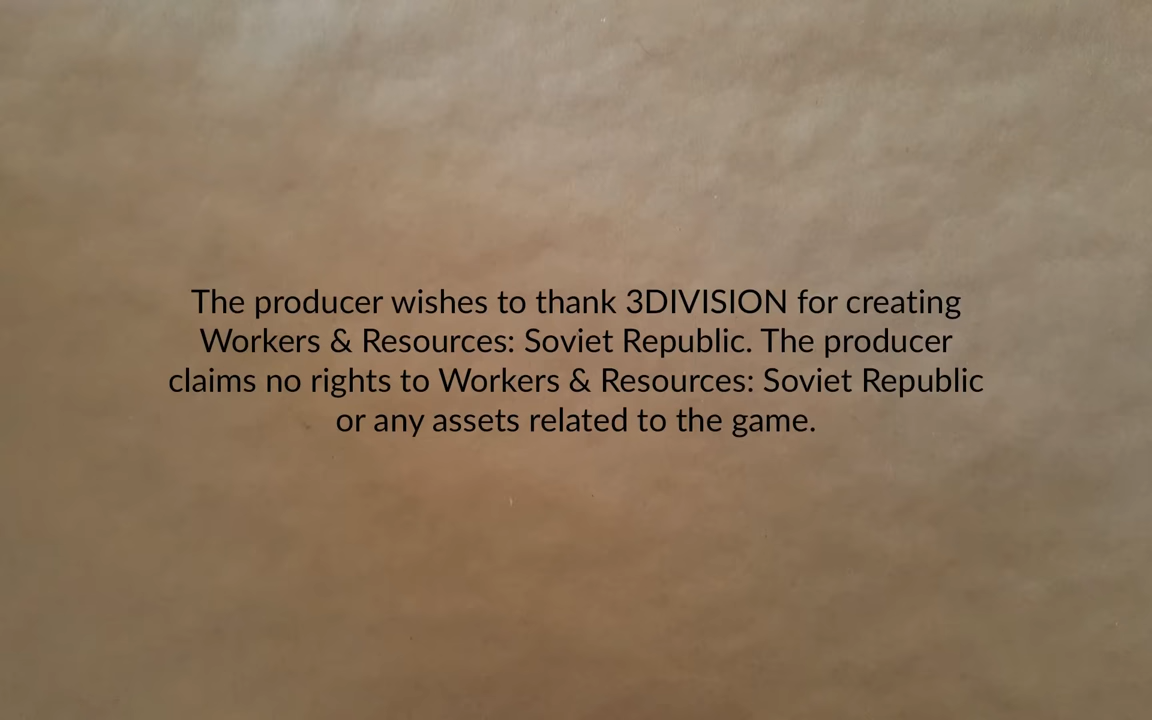 The producer wishes to thank 3DIVISION for creating
Workers & Resources: Soviet Republic. The producer
claims no rights to Workers & Resources: Soviet Republic
or any assets related to the game.